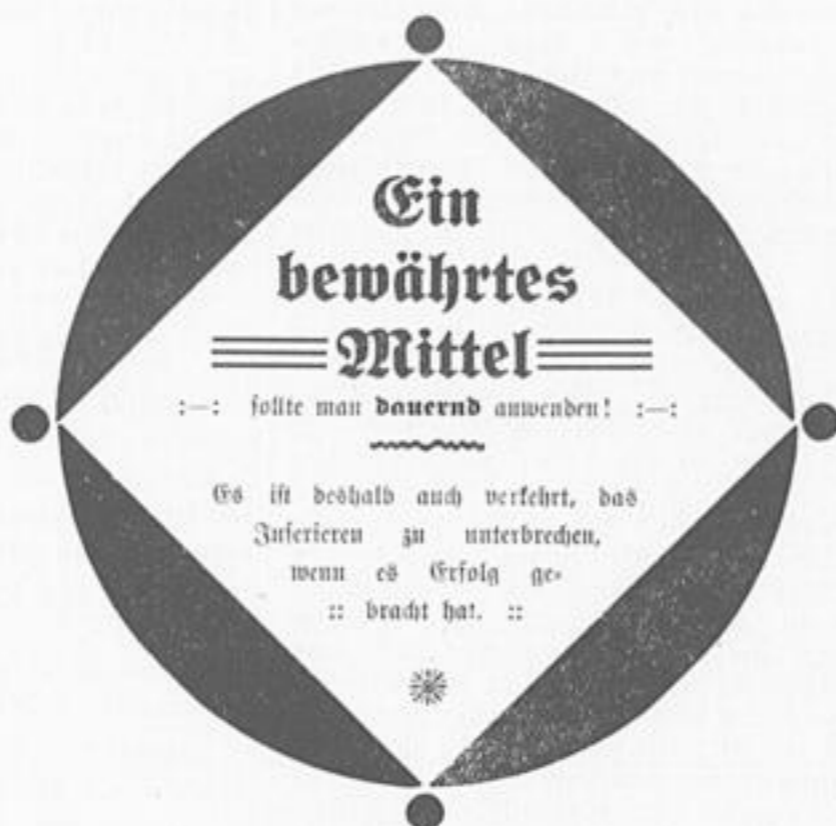 Ein
bewährtes
Mittel
:—: sollte man dauernd anwenden! :—:
Es ist deshalb auch verkehrt, das
Inserieren zu unterbrechen,
wenn es Erfolg ge-
:: bracht hat. ::